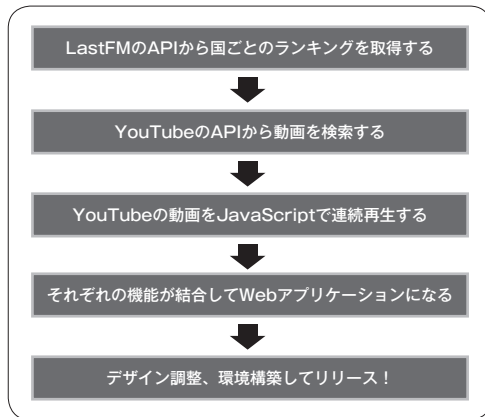 LastFMのAPIから国ごとのランキングを取得する
YouTubeのAPIから動画を検索する
YouTubeの動画をJavaScriptで連続再生する
それぞれの機能が結合してWebアプリケーションになる
デザイン調整、環境構築してリリース！